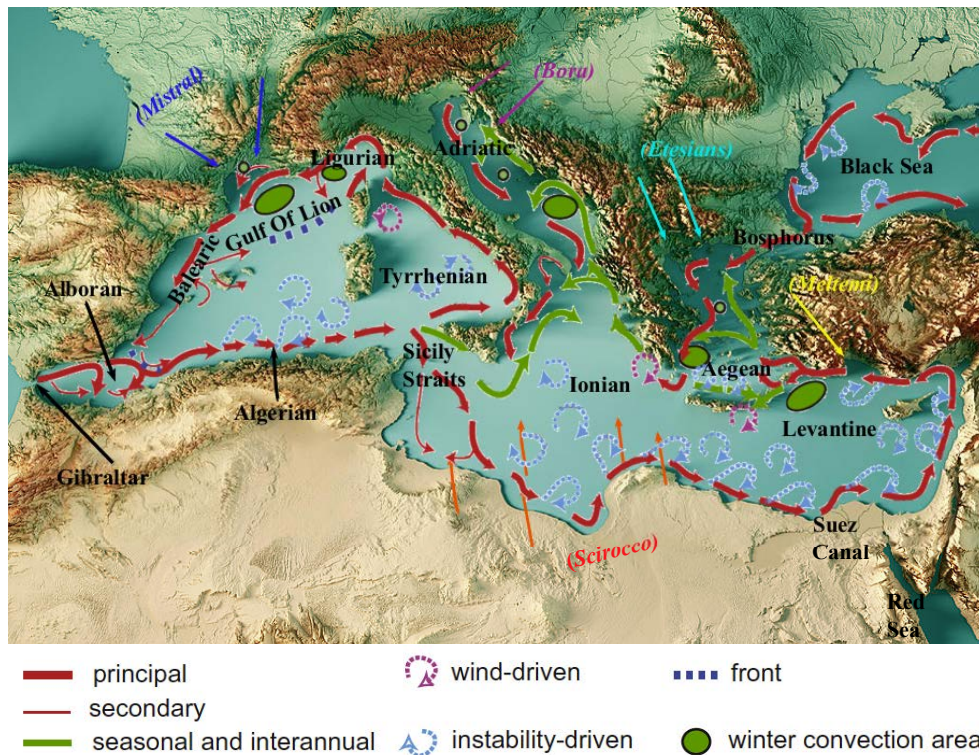 (Mistral)
(Bora)
Ligurian
Adriatic
(Etesians)
Black Sea
Gulf Of Lion
Balearic
Bosphorus
Alboran
Tyrrhenian
(Meltemi)
Sicily
Straits
Ionian
Aegean
Algerian
Levantine
Gibraltar
Suez
Canal
(Scirocco)
Red
Sea
principal
wind-driven
front
secondary
seasonal and interannual
instability-driven
winter convection area